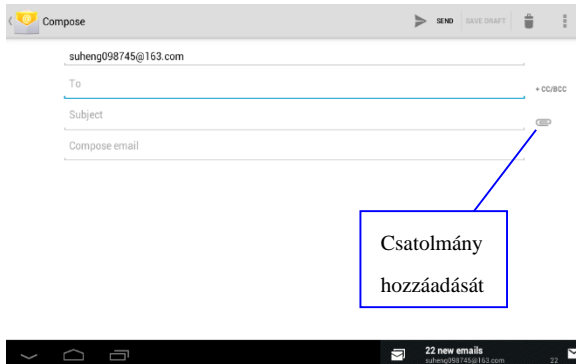 Compose
SEND
SAVE DRAFT
suheng098745@163.com
To
+ CC/BCC
Subject
Compose email
Csatolmány
hozzáadását
22 new emails
suheng098745@163.com
22